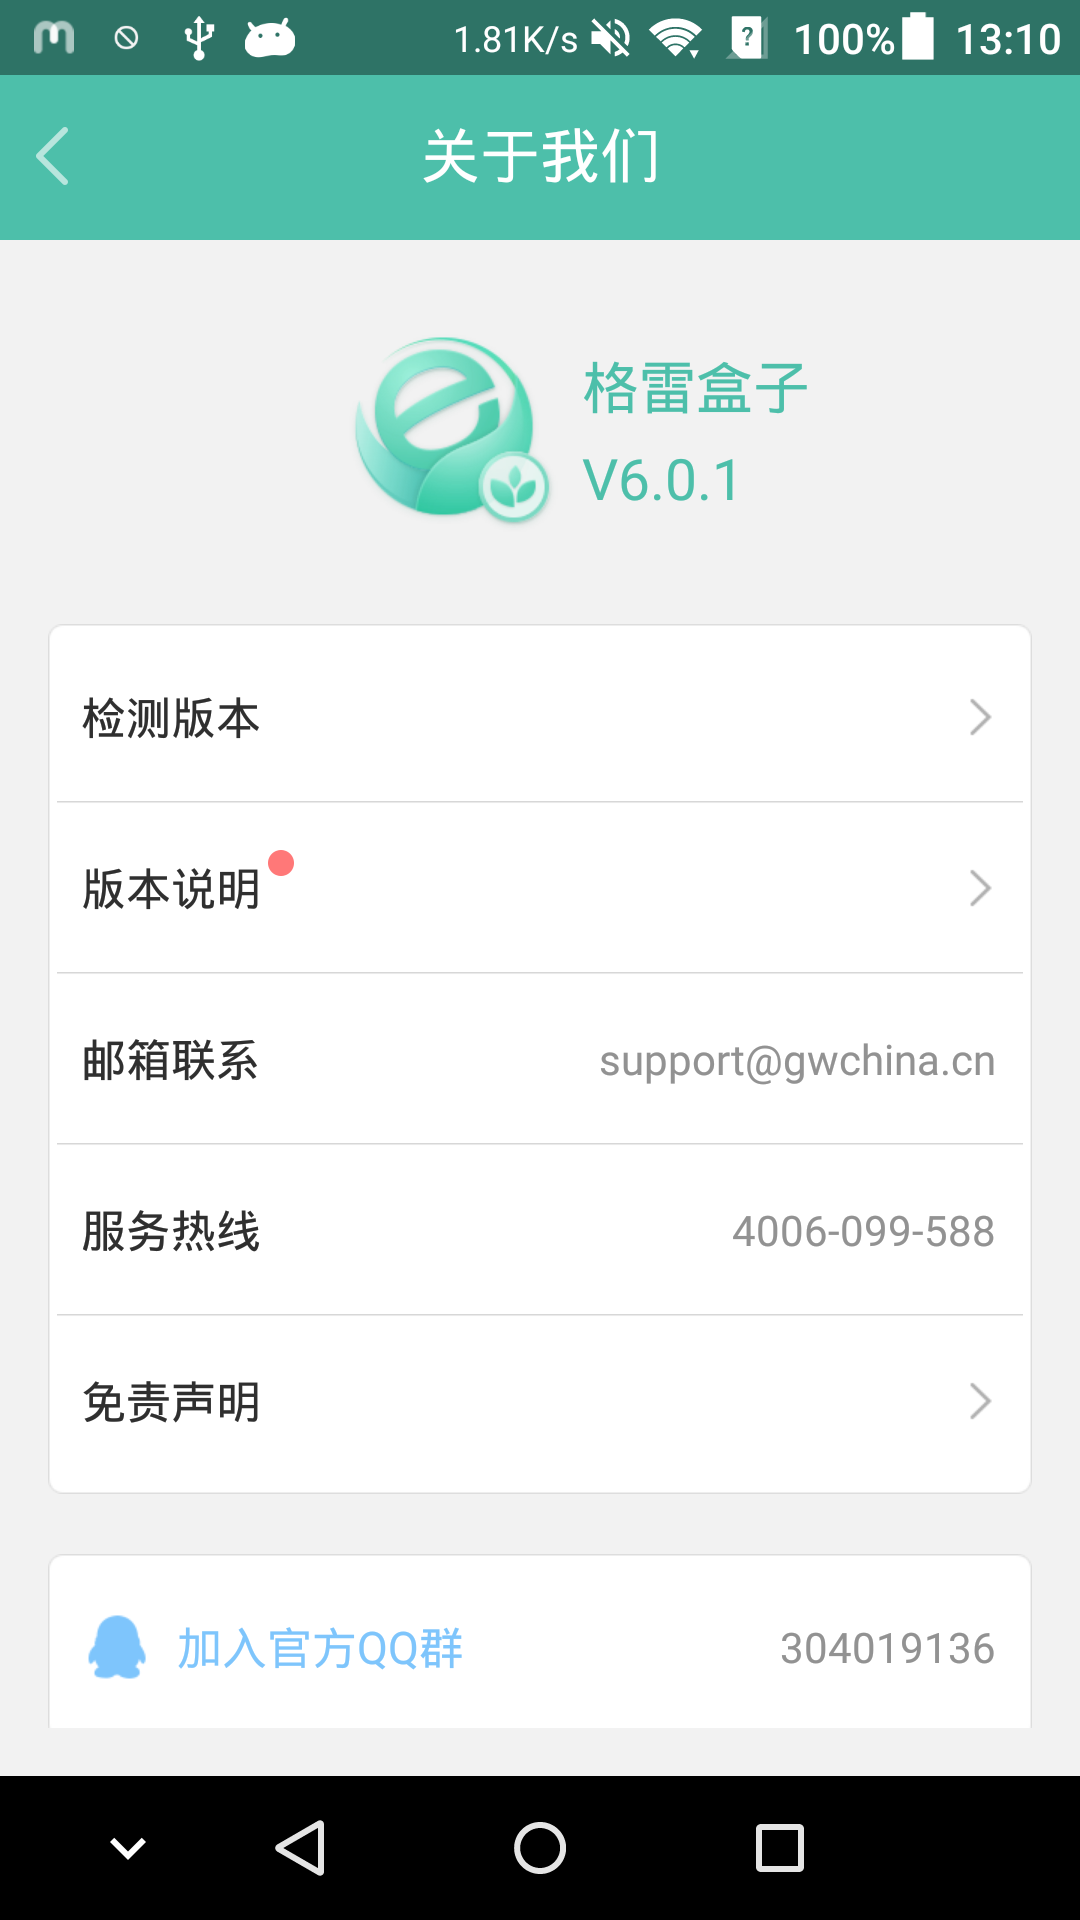 1.81K/s 100% 13:10
关于我们
格雷盒子
V6.0.1
检测版本
版本说明
邮箱联系 support@gwchina.cn
服务热线 4006-099-588
免责声明
加入官方QQ群 304019136